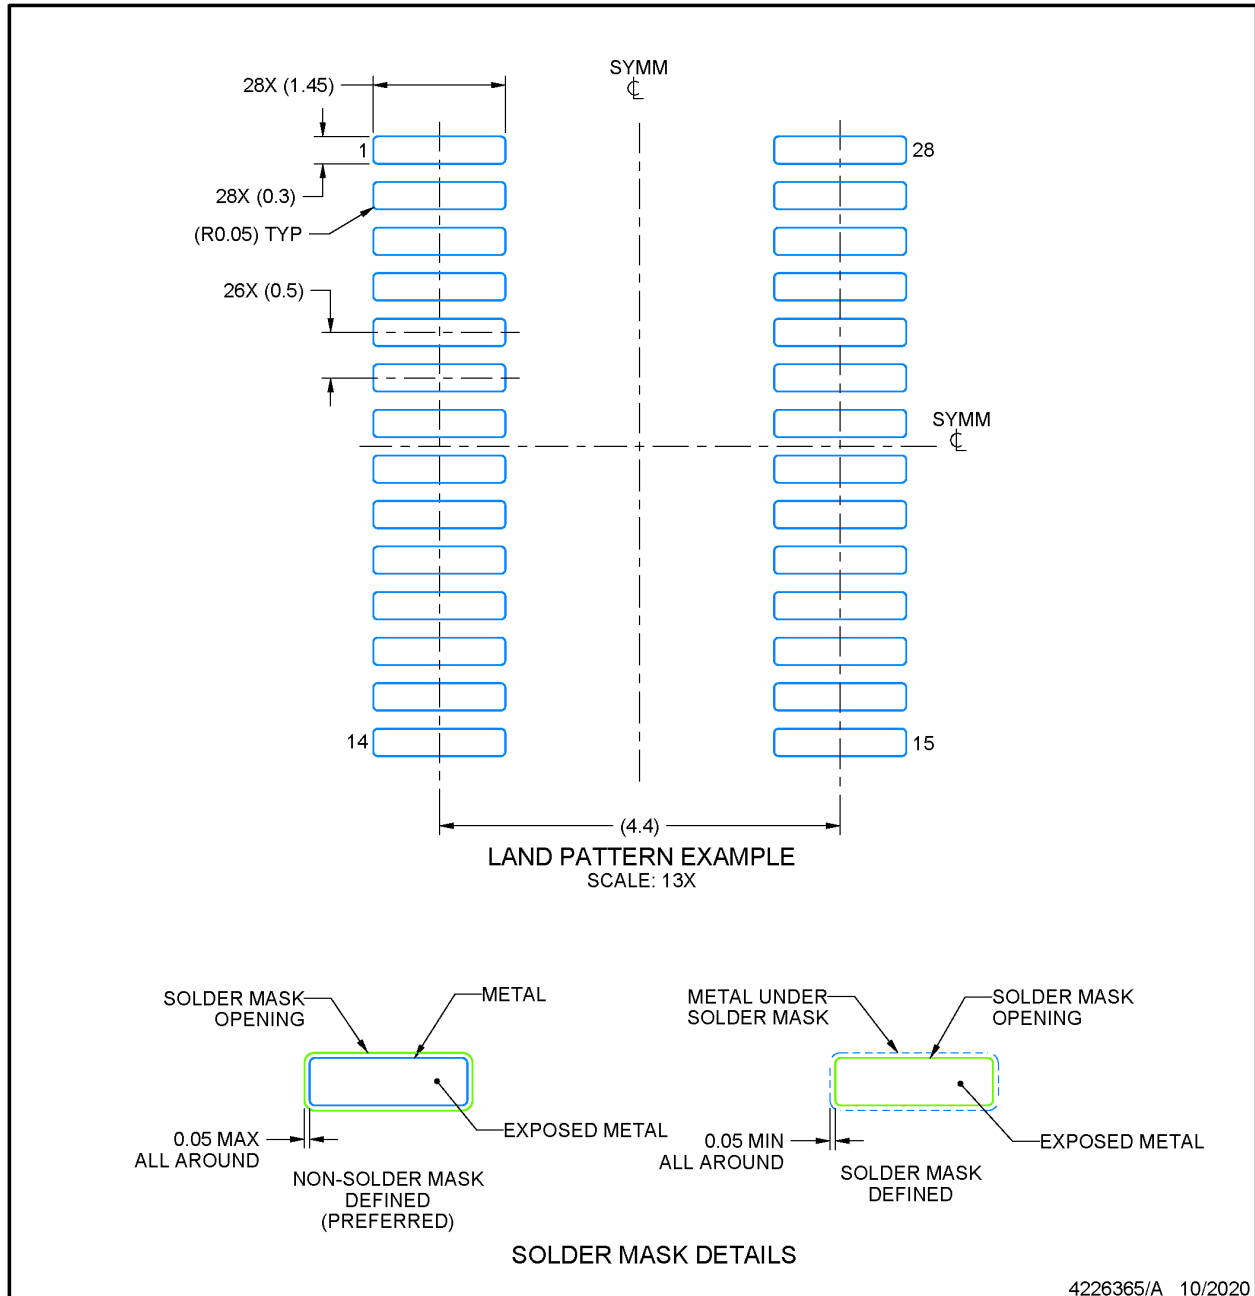 SYMM
℄
28X (1.45)
1
28
28X (0.3)
(R0.05) TYP
26X (0.5)
SYMM
℄
14
15
(4.4)
LAND PATTERN EXAMPLE
SCALE: 13X
SOLDER MASK
OPENING
METAL
EXPOSED METAL
0.05 MAX
ALL AROUND
NON-SOLDER MASK
DEFINED
(PREFERRED)
METAL UNDER
SOLDER MASK
SOLDER MASK
OPENING
EXPOSED METAL
0.05 MIN
ALL AROUND
SOLDER MASK
DEFINED
SOLDER MASK DETAILS
4226365/A 10/2020